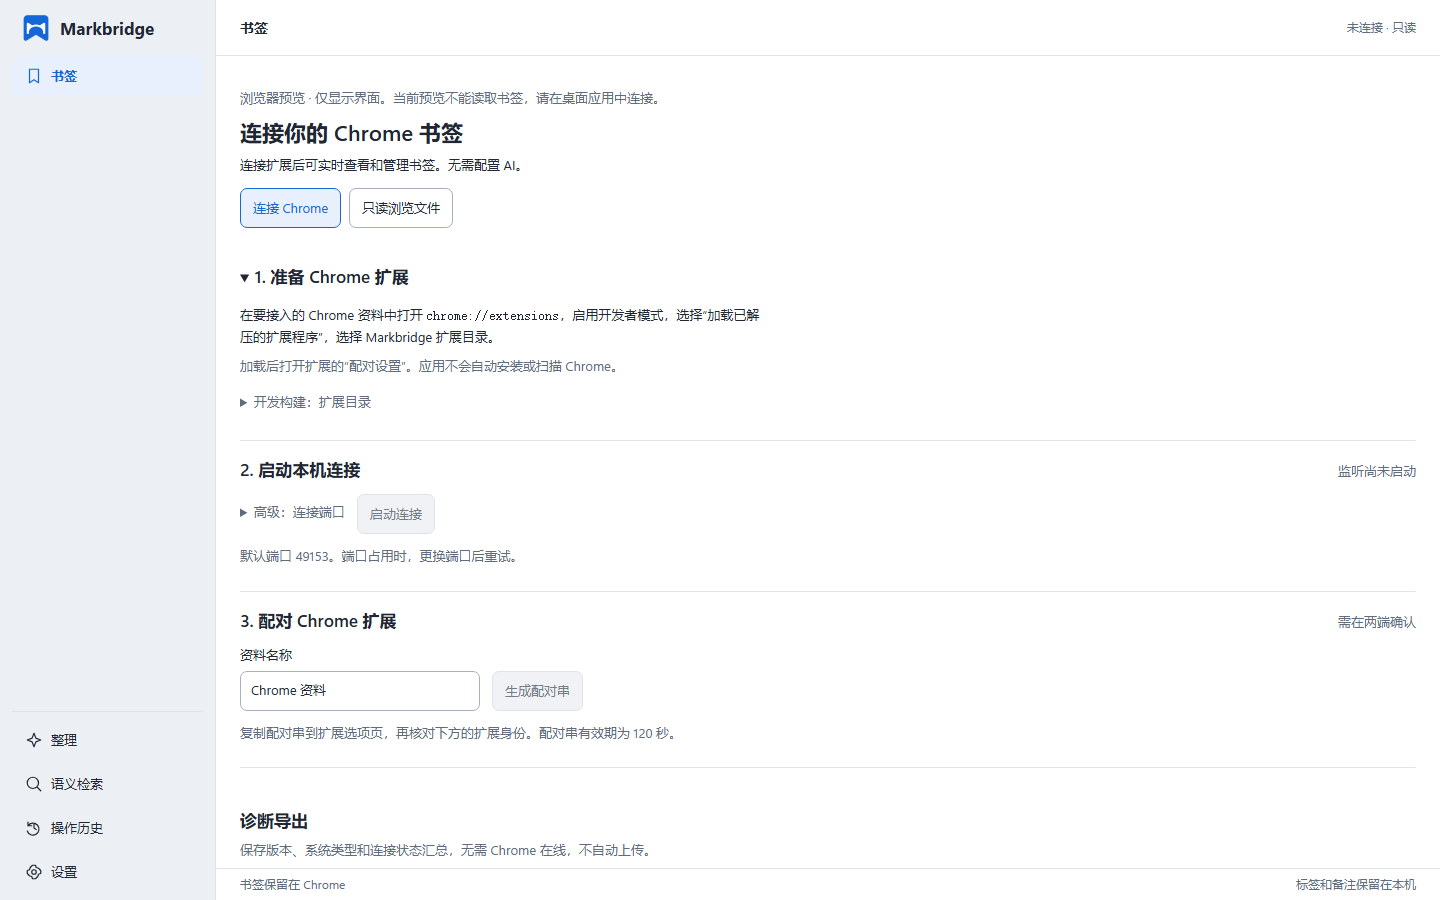 Markbridge
书签
整理
语义检索
操作历史
设置
书签
未连接 · 只读
浏览器预览 · 仅显示界面。当前预览不能读取书签，请在桌面应用中连接。
连接你的 Chrome 书签
连接扩展后可实时查看和管理书签。无需配置 AI。
连接 Chrome
只读浏览文件
1. 准备 Chrome 扩展
在要接入的 Chrome 资料中打开 chrome://extensions，启用开发者模式，选择“加载已解
压的扩展程序”，选择 Markbridge 扩展目录。
加载后打开扩展的“配对设置”。应用不会自动安装或扫描 Chrome。
开发构建：扩展目录
2. 启动本机连接
监听尚未启动
高级：连接端口
启动连接
默认端口 49153。端口占用时，更换端口后重试。
3. 配对 Chrome 扩展
需在两端确认
资料名称
Chrome 资料
生成配对串
复制配对串到扩展选项页，再核对下方的扩展身份。配对串有效期为 120 秒。
诊断导出
保存版本、系统类型和连接状态汇总，无需 Chrome 在线，不自动上传。
书签保留在 Chrome
标签和备注保留在本机